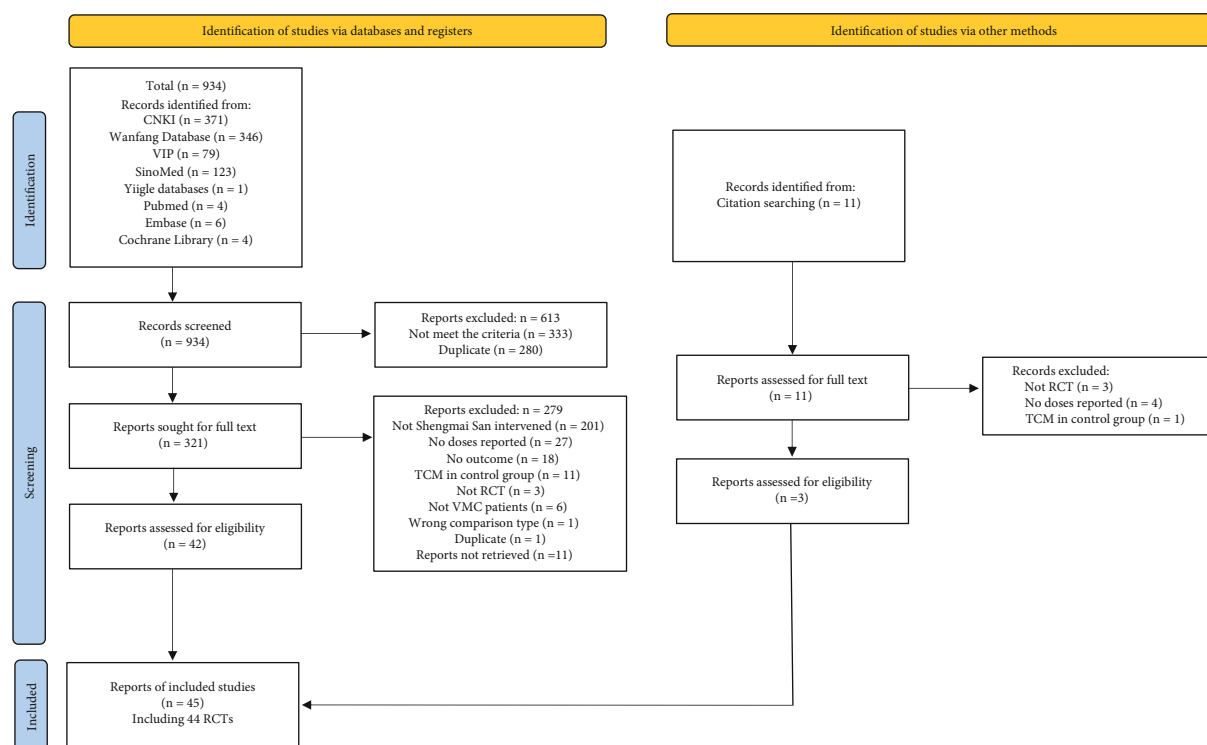 Identification of studies via databases and registers
Identification of studies via other methods
Identification
Total (n = 934)
Records identified from:
CNKI (n = 371)
Wanfang Database (n = 346)
VIP (n = 79)
SinoMed (n = 123)
Yiigle databases (n = 1)
Pubmed (n = 4)
Embase (n = 6)
Cochrane Library (n = 4)
Records identified from:
Citation searching (n = 11)
Screening
Records screened
(n = 934)
Reports excluded: n = 613
Not meet the criteria (n = 333)
Duplicate (n = 280)
Reports sought for full text
(n = 321)
Reports excluded: n = 279
Not Shengmai San intervened (n = 201)
No doses reported (n = 27)
No outcome (n = 18)
TCM in control group (n = 11)
Not RCT (n = 3)
Not VMC patients (n = 6)
Wrong comparison type (n = 1)
Duplicate (n = 1)
Reports not retrieved (n =11)
Reports assessed for full text
(n = 11)
Records excluded:
Not RCT (n = 3)
No doses reported (n = 4)
TCM in control group (n = 1)
Reports assessed for eligibility
(n = 42)
Reports assessed for eligibility
(n =3)
Included
Reports of included studies
(n = 45)
Including 44 RCTs